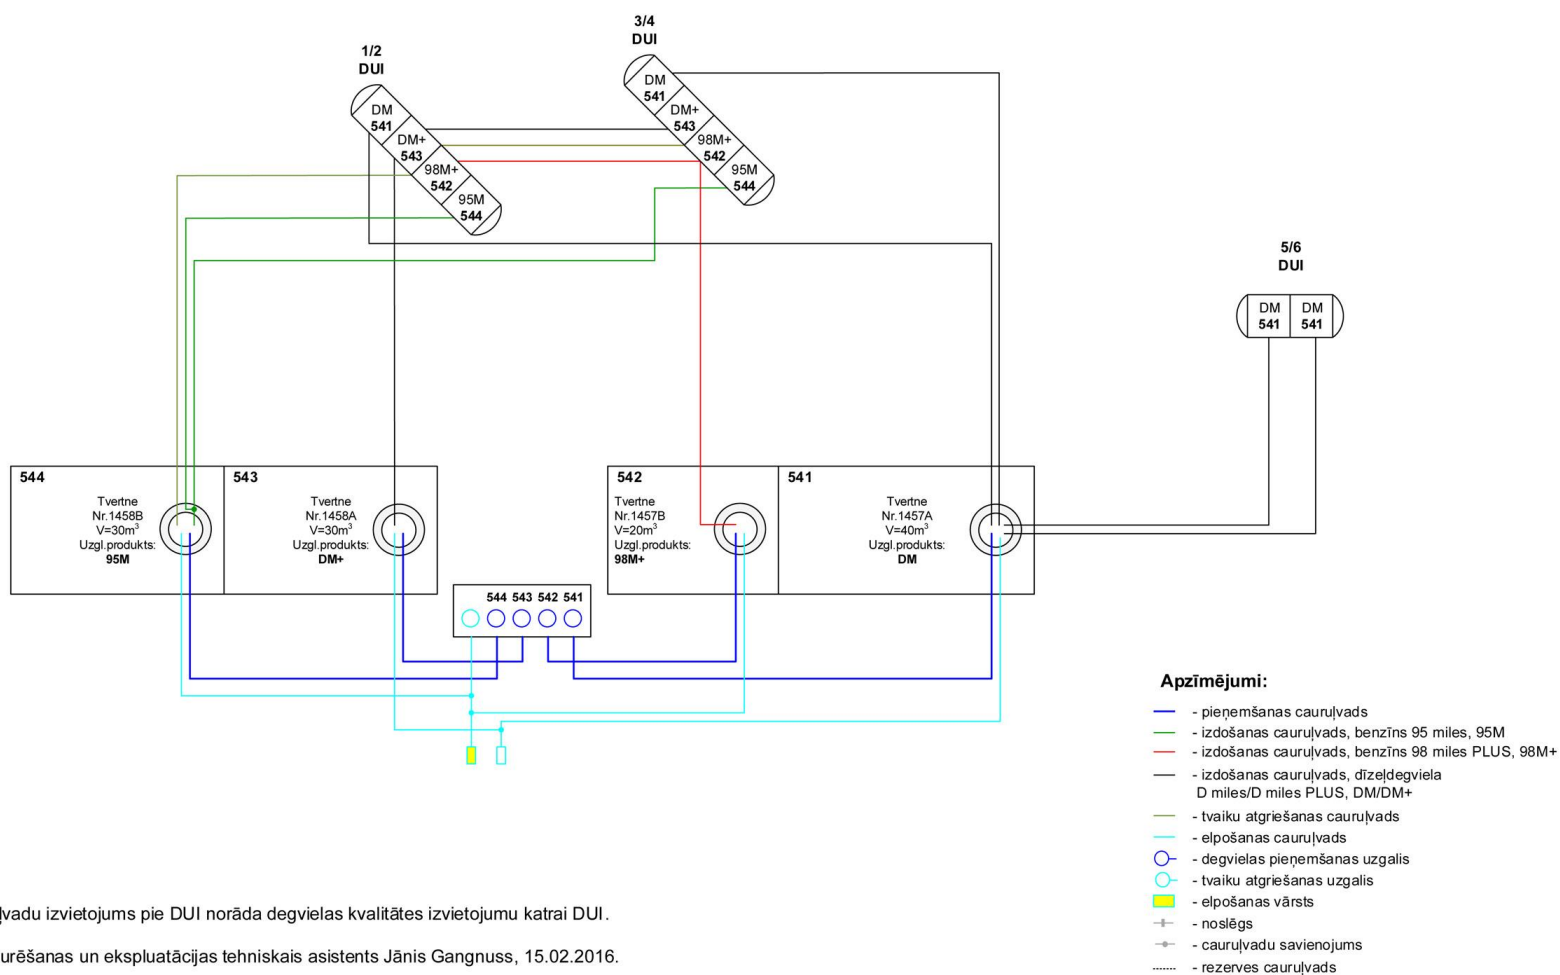 3/4
DUI
1/2
DUI
DM
541
DM+
543
98M+
542
95M
544
DM
541
DM+
543
98M+
542
95M
544
5/6
DUI
DM
541
DM
541
544
Tvertne
Nr.1458B
V=30m³
Uzgl.produkts:
95M
543
Tvertne
Nr.1458A
V=30m³
Uzgl.produkts:
DM+
542
Tvertne
Nr.1457B
V=20m³
Uzgl.produkts:
98M+
541
Tvertne
Nr.1457A
V=40m³
Uzgl.produkts:
DM
544 543 542 541
Apzīmējumi:
- pieņemšanas cauruļvads
- izdošanas cauruļvads, benzīns 95 miles, 95M
- izdošanas cauruļvads, benzīns 98 miles PLUS, 98M+
- izdošanas cauruļvads, dīzeļdegviela
D miles/D miles PLUS, DM/DM+
- tvaiku atgriešanas cauruļvads
- elpošanas cauruļvads
- degvielas pieņemšanas uzgalis
- tvaiku atgriešanas uzgalis
- elpošanas vārsts
- noslēgs
- cauruļvadu savienojums
- rezerves cauruļvads
ļvadu izvietojums pie DUI norāda degvielas kvalitātes izvietojumu katrai DUI.
urēšanas un ekspluatācijas tehniskais asistents Jānis Gangnuss, 15.02.2016.